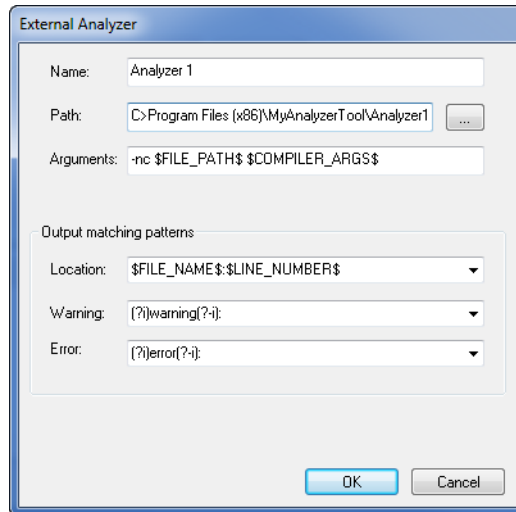 External Analyzer
Name: Analyzer 1
Path: C>Program Files (x86)\MyAnalyzerTool\Analyzer1 ...
Arguments: -nc $FILE_PATH$ $COMPILER_ARGS$
Output matching patterns
Location: $FILE_NAME$:$LINE_NUMBER$
Warning: (?i)warning(?-i):
Error: (?i)error(?-i):
OK Cancel